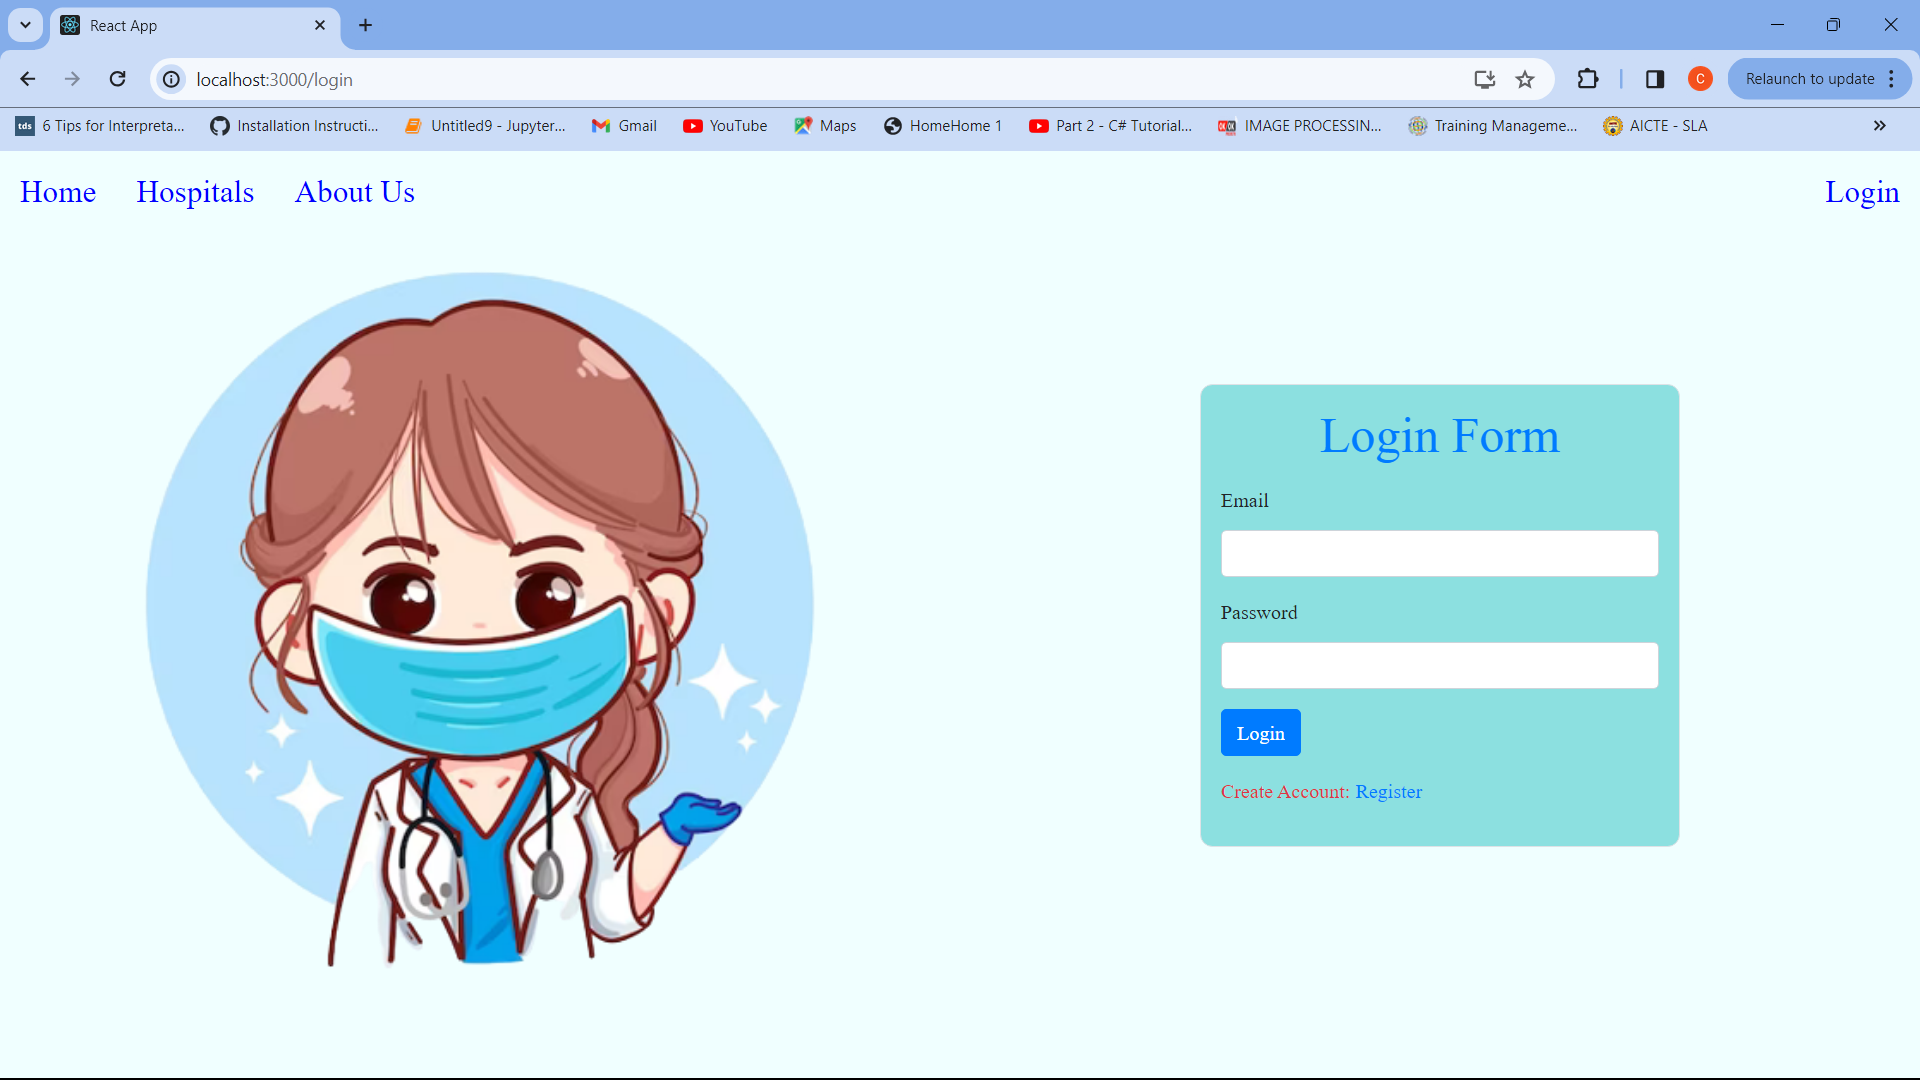 React App
localhost:3000/login
Relaunch to update
C
tds 6 Tips for Interpreta... Installation Instructi... Untitled9 - Jupyter... Gmail YouTube Maps HomeHome 1 Part 2 - C# Tutorial... IMAGE PROCESSIN... Training Manageme... AICTE - SLA
Home Hospitals About Us Login
Login Form
Email
Password
Login
Create Account: Register